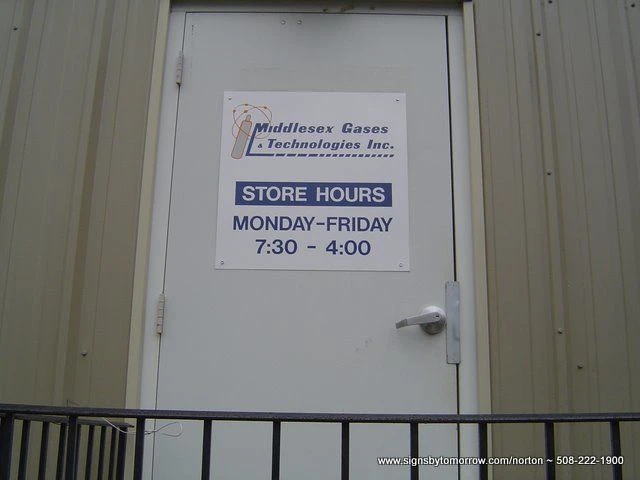 Middlesex Gases
& Technologies Inc.
STORE HOURS
MONDAY-FRIDAY
7:30 - 4:00
www.signsbytomorrow.com/norton ~ 508-222-1900